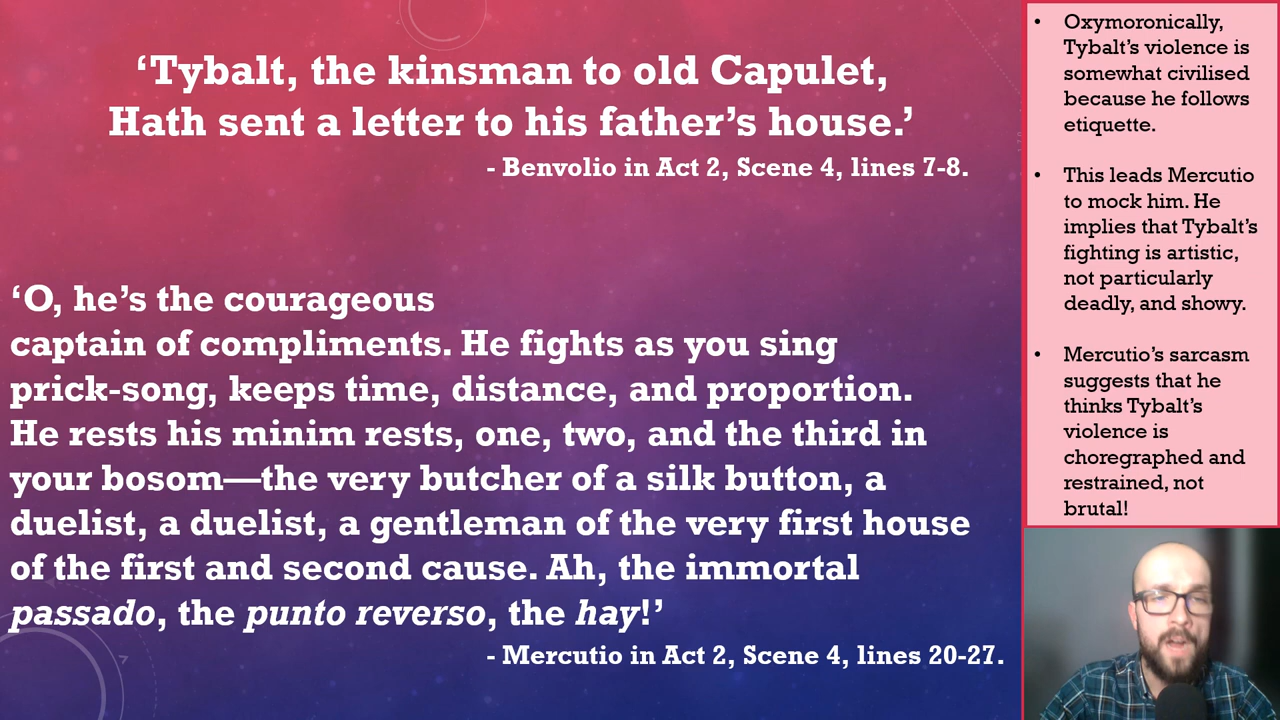 ‘Tybalt, the kinsman to old Capulet,
Hath sent a letter to his father’s house.’
- Benvolio in Act 2, Scene 4, lines 7-8.
‘O, he’s the courageous
captain of compliments. He fights as you sing
prick-song, keeps time, distance, and proportion.
He rests his minim rests, one, two, and the third in
your bosom—the very butcher of a silk button, a
duelist, a duelist, a gentleman of the very first house
of the first and second cause. Ah, the immortal
passado, the punto reverso, the hay!’
- Mercutio in Act 2, Scene 4, lines 20-27.
• Oxymoronically,
Tybalt’s violence is
somewhat civilised
because he follows
etiquette.
• This leads Mercutio
to mock him. He
implies that Tybalt’s
fighting is artistic,
not particularly
deadly, and showy.
• Mercutio’s sarcasm
suggests that he
thinks Tybalt’s
violence is
choregraphed and
restrained, not
brutal!